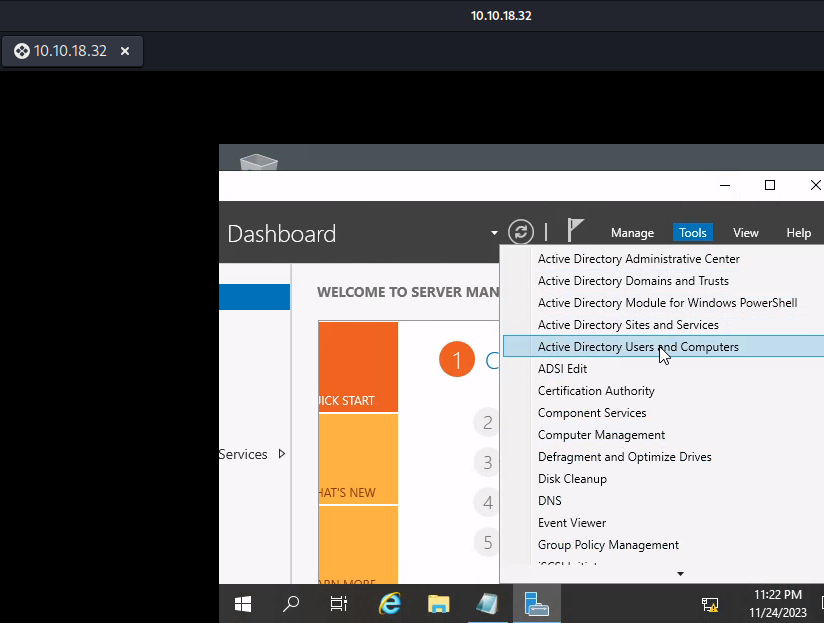 10.10.18.32
10.10.18.32
Dashboard
Manage Tools View Help
WELCOME TO SERVER MAN
Active Directory Administrative Center
Active Directory Domains and Trusts
Active Directory Module for Windows PowerShell
Active Directory Sites and Services
Active Directory Users and Computers
ADSI Edit
Certification Authority
Component Services
Computer Management
Defragment and Optimize Drives
Disk Cleanup
DNS
Event Viewer
Group Policy Management
1
UICK START
2
Services
3
HAT'S NEW
4
5
11:22 PM
11/24/2023